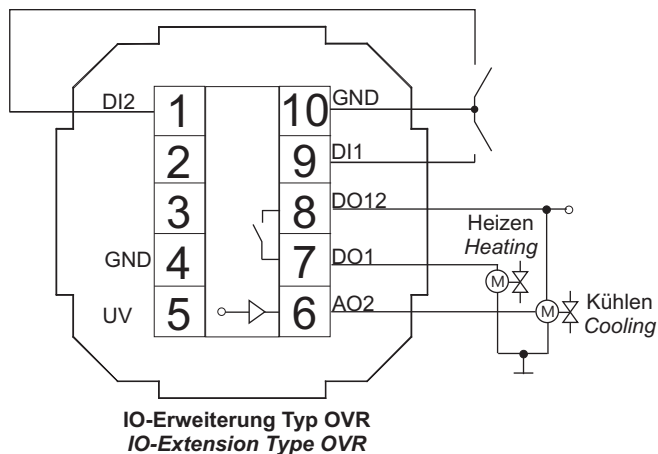 DI2
1
10
GND
2
9
DI1
3
8
DO12
Heizen
Heating
GND
4
7
DO1
M
UV
5
6
AO2
M
Kühlen
Cooling
IO-Erweiterung Typ OVR
IO-Extension Type OVR